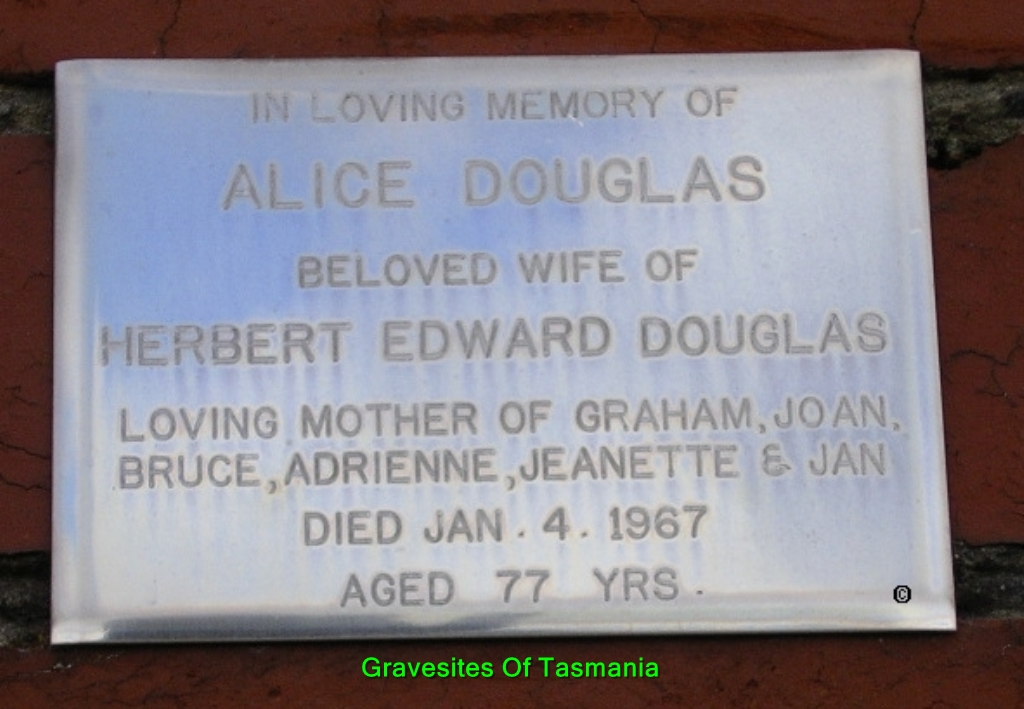 IN LOVING MEMORY OF
ALICE DOUGLAS
BELOVED WIFE OF
HERBERT EDWARD DOUGLAS
LOVING MOTHER OF GRAHAM, JOAN,
BRUCE, ADRIENNE, JEANETTE & JAN
DIED JAN. 4. 1967
AGED 77 YRS.
©
Gravesites Of Tasmania